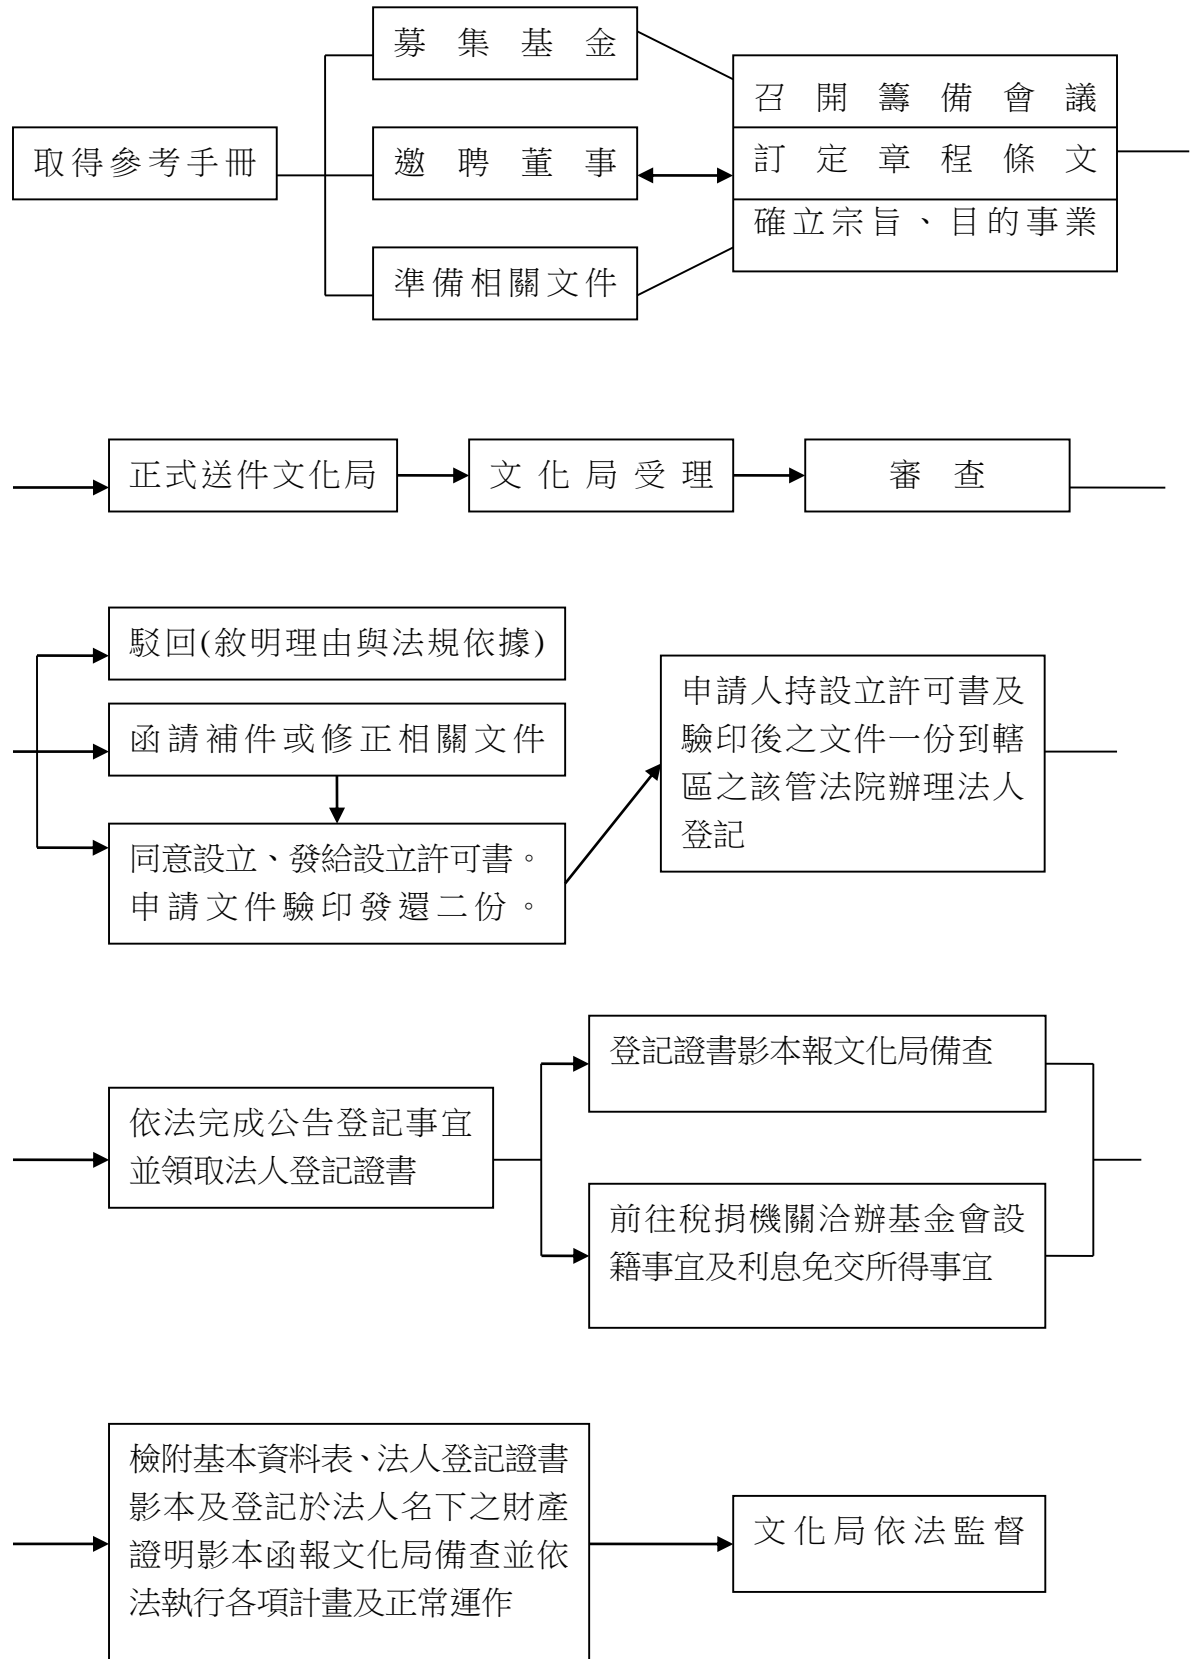 取得參考手冊
募集基金
邀聘董事
準備相關文件
召開籌備會議
訂定章程條文
確立宗旨、目的事業
正式送件文化局
文化局受理
審查
駁回(敘明理由與法規依據)
函請補件或修正相關文件
同意設立、發給設立許可書。
申請文件驗印發還二份。
申請人持設立許可書及
驗印後之文件一份到轄
區之該管法院辦理法人
登記
依法完成公告登記事宜
並領取法人登記證書
登記證書影本報文化局備查
前往稅捐機關洽辦基金會設
籍事宜及利息免交所得事宜
檢附基本資料表、法人登記證書
影本及登記於法人名下之財產
證明影本函報文化局備查並依
法執行各項計畫及正常運作
文化局依法監督